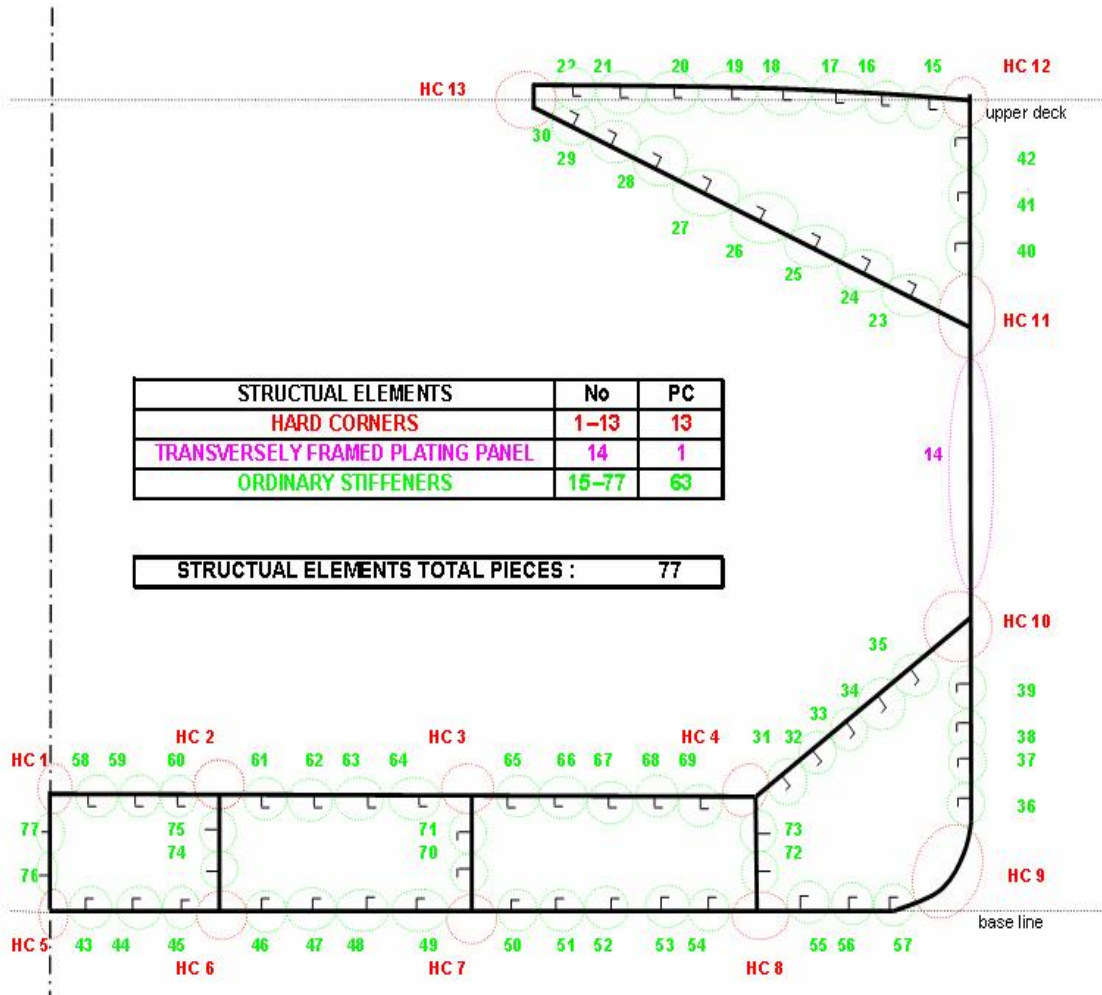 22 21 20 19 18 17 16 15 HC 12
HC 13
upper deck
30
29
28
27
26
25
24
23
42
41
40
HC 11
STRUCTUAL ELEMENTS No PC
HARD CORNERS 1–13 13
TRANSVERSELY FRAMED PLATING PANEL 14 1
ORDINARY STIFFENERS 15–77 63
14
STRUCTUAL ELEMENTS TOTAL PIECES : 77
HC 10
35
34
33
39
38
37
36
HC 2 HC 3 HC 4 31 32
HC 1 58 59 60 61 62 63 64 65 66 67 68 69
77 75 71 73
74 70 72
76
HC 9
base line
HC 5 43 44 45 46 47 48 49 50 51 52 53 54 55 56 57
HC 6 HC 7 HC 8